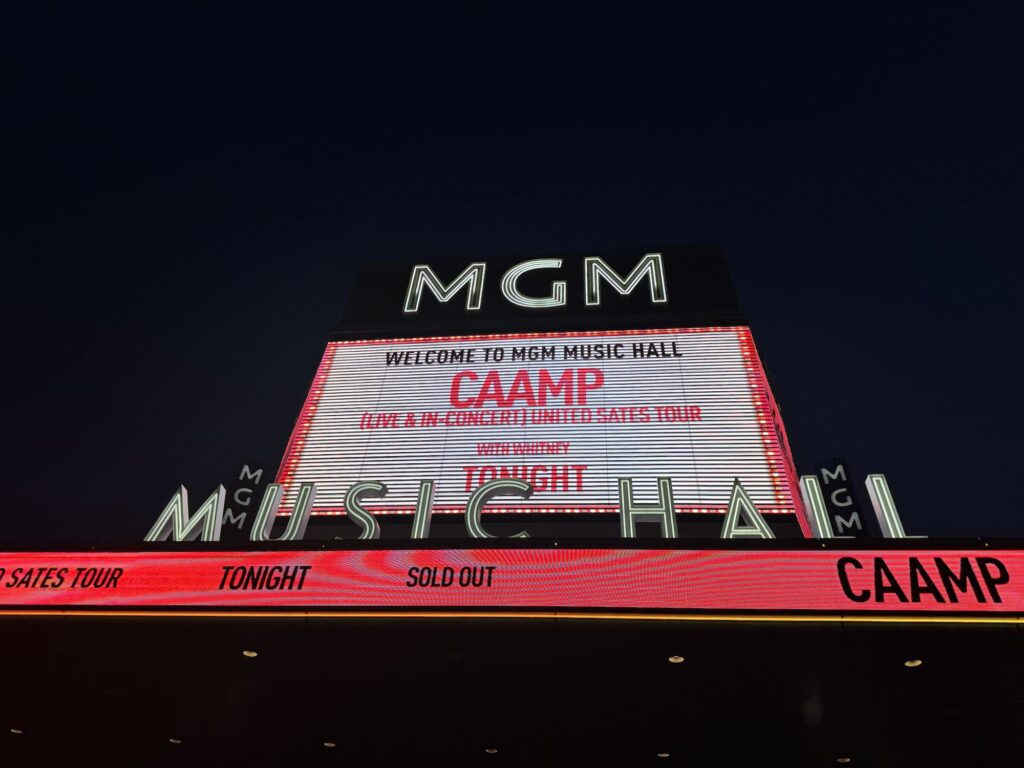 MGM
WELCOME TO MGM MUSIC HALL
CAAMP
(LIVE & IN-CONCERT) UNITED SATES TOUR
WITH WHITNEY
TONIGHT
MGM
MUSIC HALL
MGM
D SATES TOUR TONIGHT SOLD OUT CAAMP